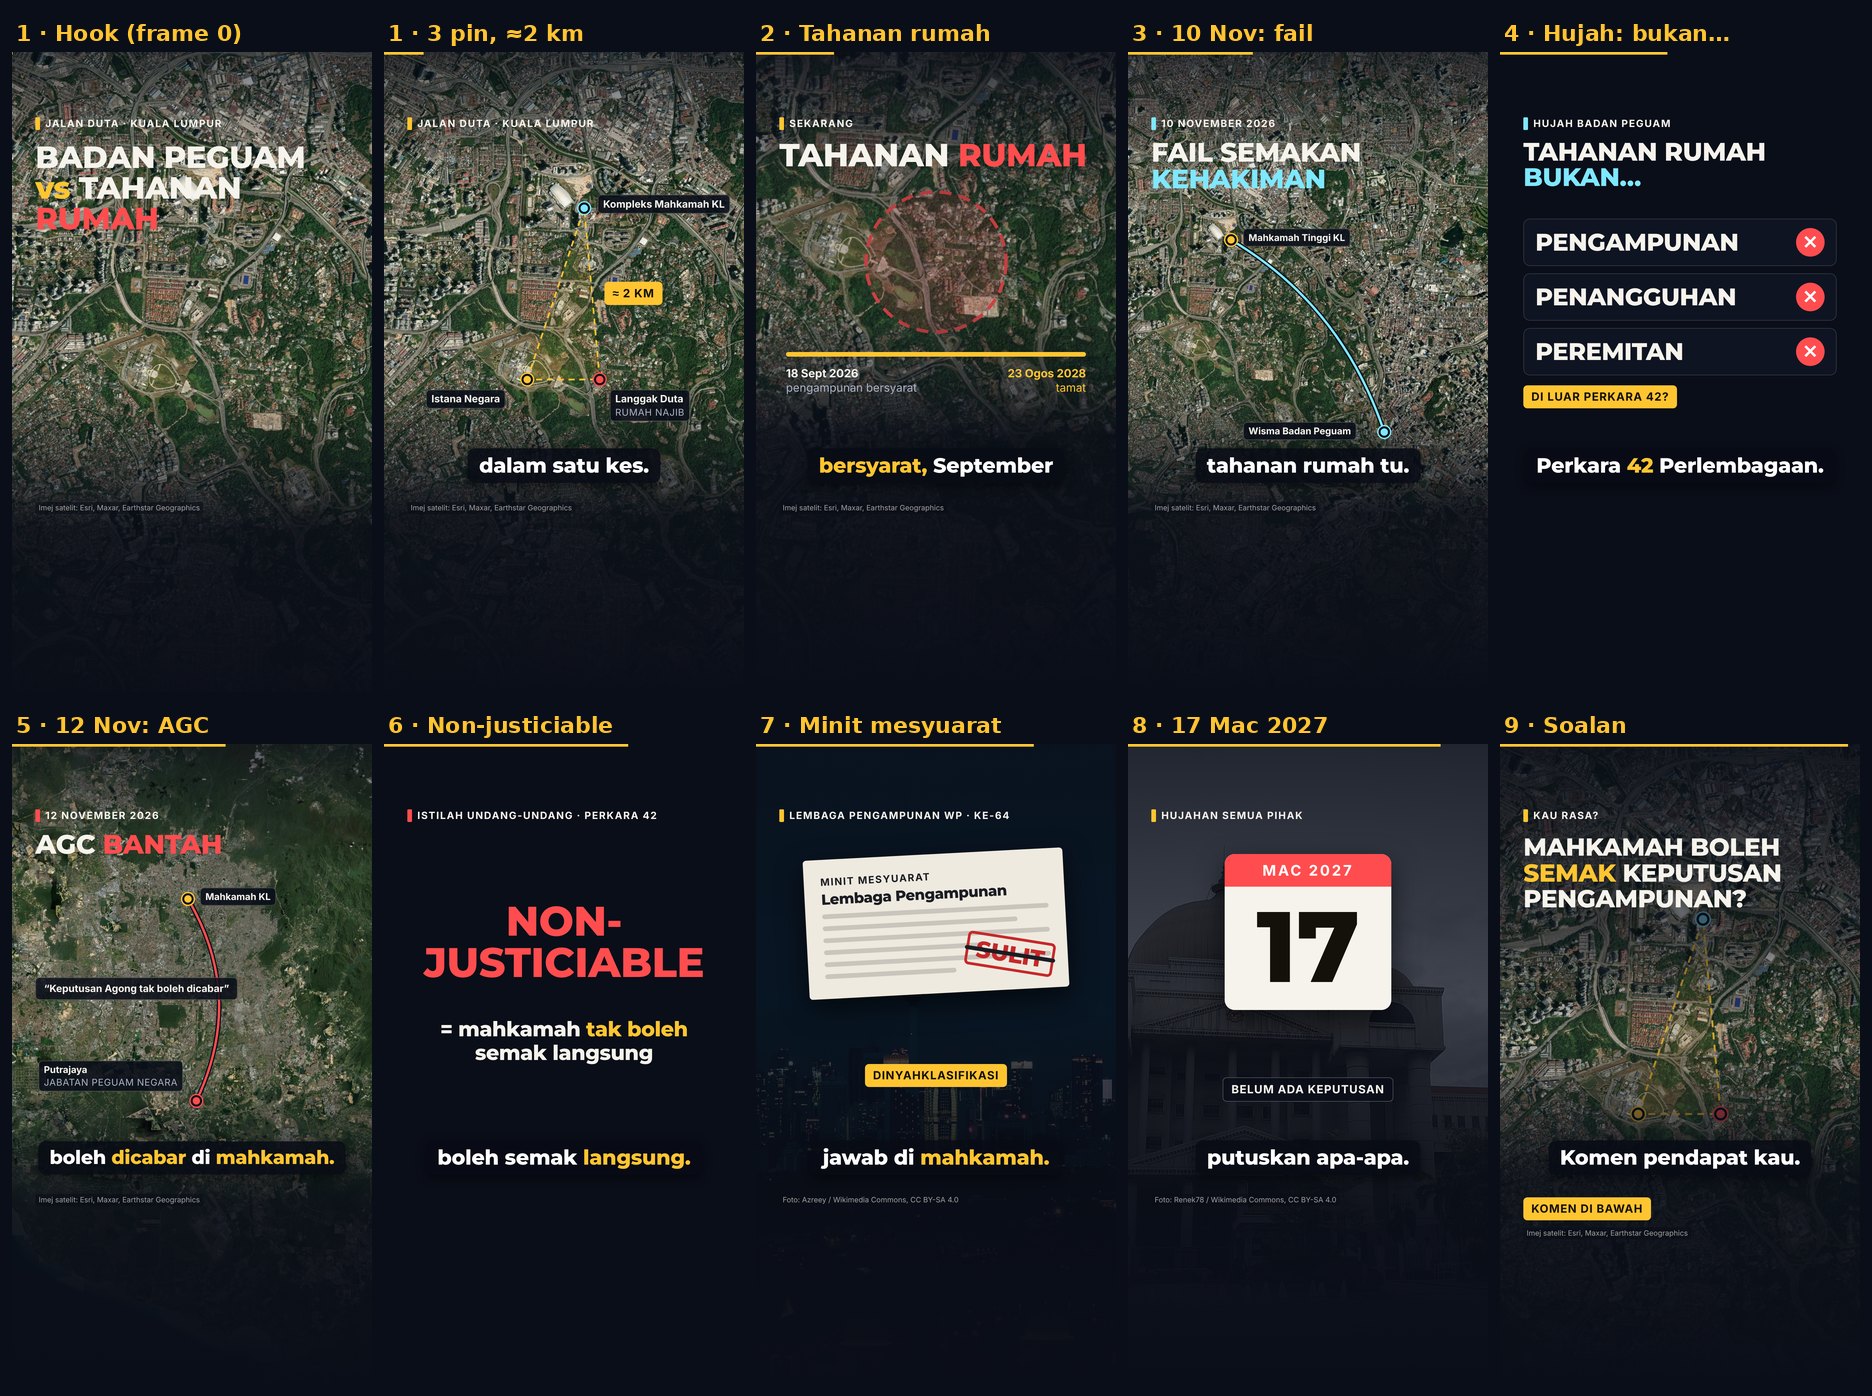 1 · Hook (frame 0)
JALAN DUTA · KUALA LUMPUR
BADAN PEGUAM
vs TAHANAN
RUMAH
Imej satelit: Esri, Maxar, Earthstar Geographics
1 · 3 pin, ≈2 km
JALAN DUTA · KUALA LUMPUR
Kompleks Mahkamah KL
≈ 2 KM
Istana Negara
Langgak Duta
RUMAH NAJIB
dalam satu kes.
Imej satelit: Esri, Maxar, Earthstar Geographics
2 · Tahanan rumah
SEKARANG
TAHANAN RUMAH
18 Sept 2026
pengampunan bersyarat
23 Ogos 2028
tamat
bersyarat, September
Imej satelit: Esri, Maxar, Earthstar Geographics
3 · 10 Nov: fail
10 NOVEMBER 2026
FAIL SEMAKAN
KEHAKIMAN
Mahkamah Tinggi KL
Wisma Badan Peguam
tahanan rumah tu.
Imej satelit: Esri, Maxar, Earthstar Geographics
4 · Hujah: bukan...
HUJAH BADAN PEGUAM
TAHANAN RUMAH
BUKAN...
PENGAMPUNAN
PENANGGUHAN
PEREMITAN
DI LUAR PERKARA 42?
Perkara 42 Perlembagaan.
5 · 12 Nov: AGC
12 NOVEMBER 2026
AGC BANTAH
Mahkamah KL
“Keputusan Agong tak boleh dicabar”
Putrajaya
JABATAN PEGUAM NEGARA
boleh dicabar di mahkamah.
Imej satelit: Esri, Maxar, Earthstar Geographics
6 · Non-justiciable
ISTILAH UNDANG-UNDANG · PERKARA 42
NON-
JUSTICIABLE
= mahkamah tak boleh
semak langsung
boleh semak langsung.
7 · Minit mesyuarat
LEMBAGA PENGAMPUNAN WP · KE-64
MINIT MESYUARAT
Lembaga Pengampunan
SULIT
DINYAHKLASIFIKASI
jawab di mahkamah.
Foto: Azreey / Wikimedia Commons, CC BY-SA 4.0
8 · 17 Mac 2027
HUJAHAN SEMUA PIHAK
MAC 2027
17
BELUM ADA KEPUTUSAN
putuskan apa-apa.
Foto: Renek78 / Wikimedia Commons, CC BY-SA 4.0
9 · Soalan
KAU RASA?
MAHKAMAH BOLEH
SEMAK KEPUTUSAN
PENGAMPUNAN?
Komen pendapat kau.
KOMEN DI BAWAH
Imej satelit: Esri, Maxar, Earthstar Geographics